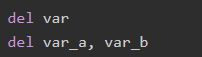 del var
del var_a, var_b